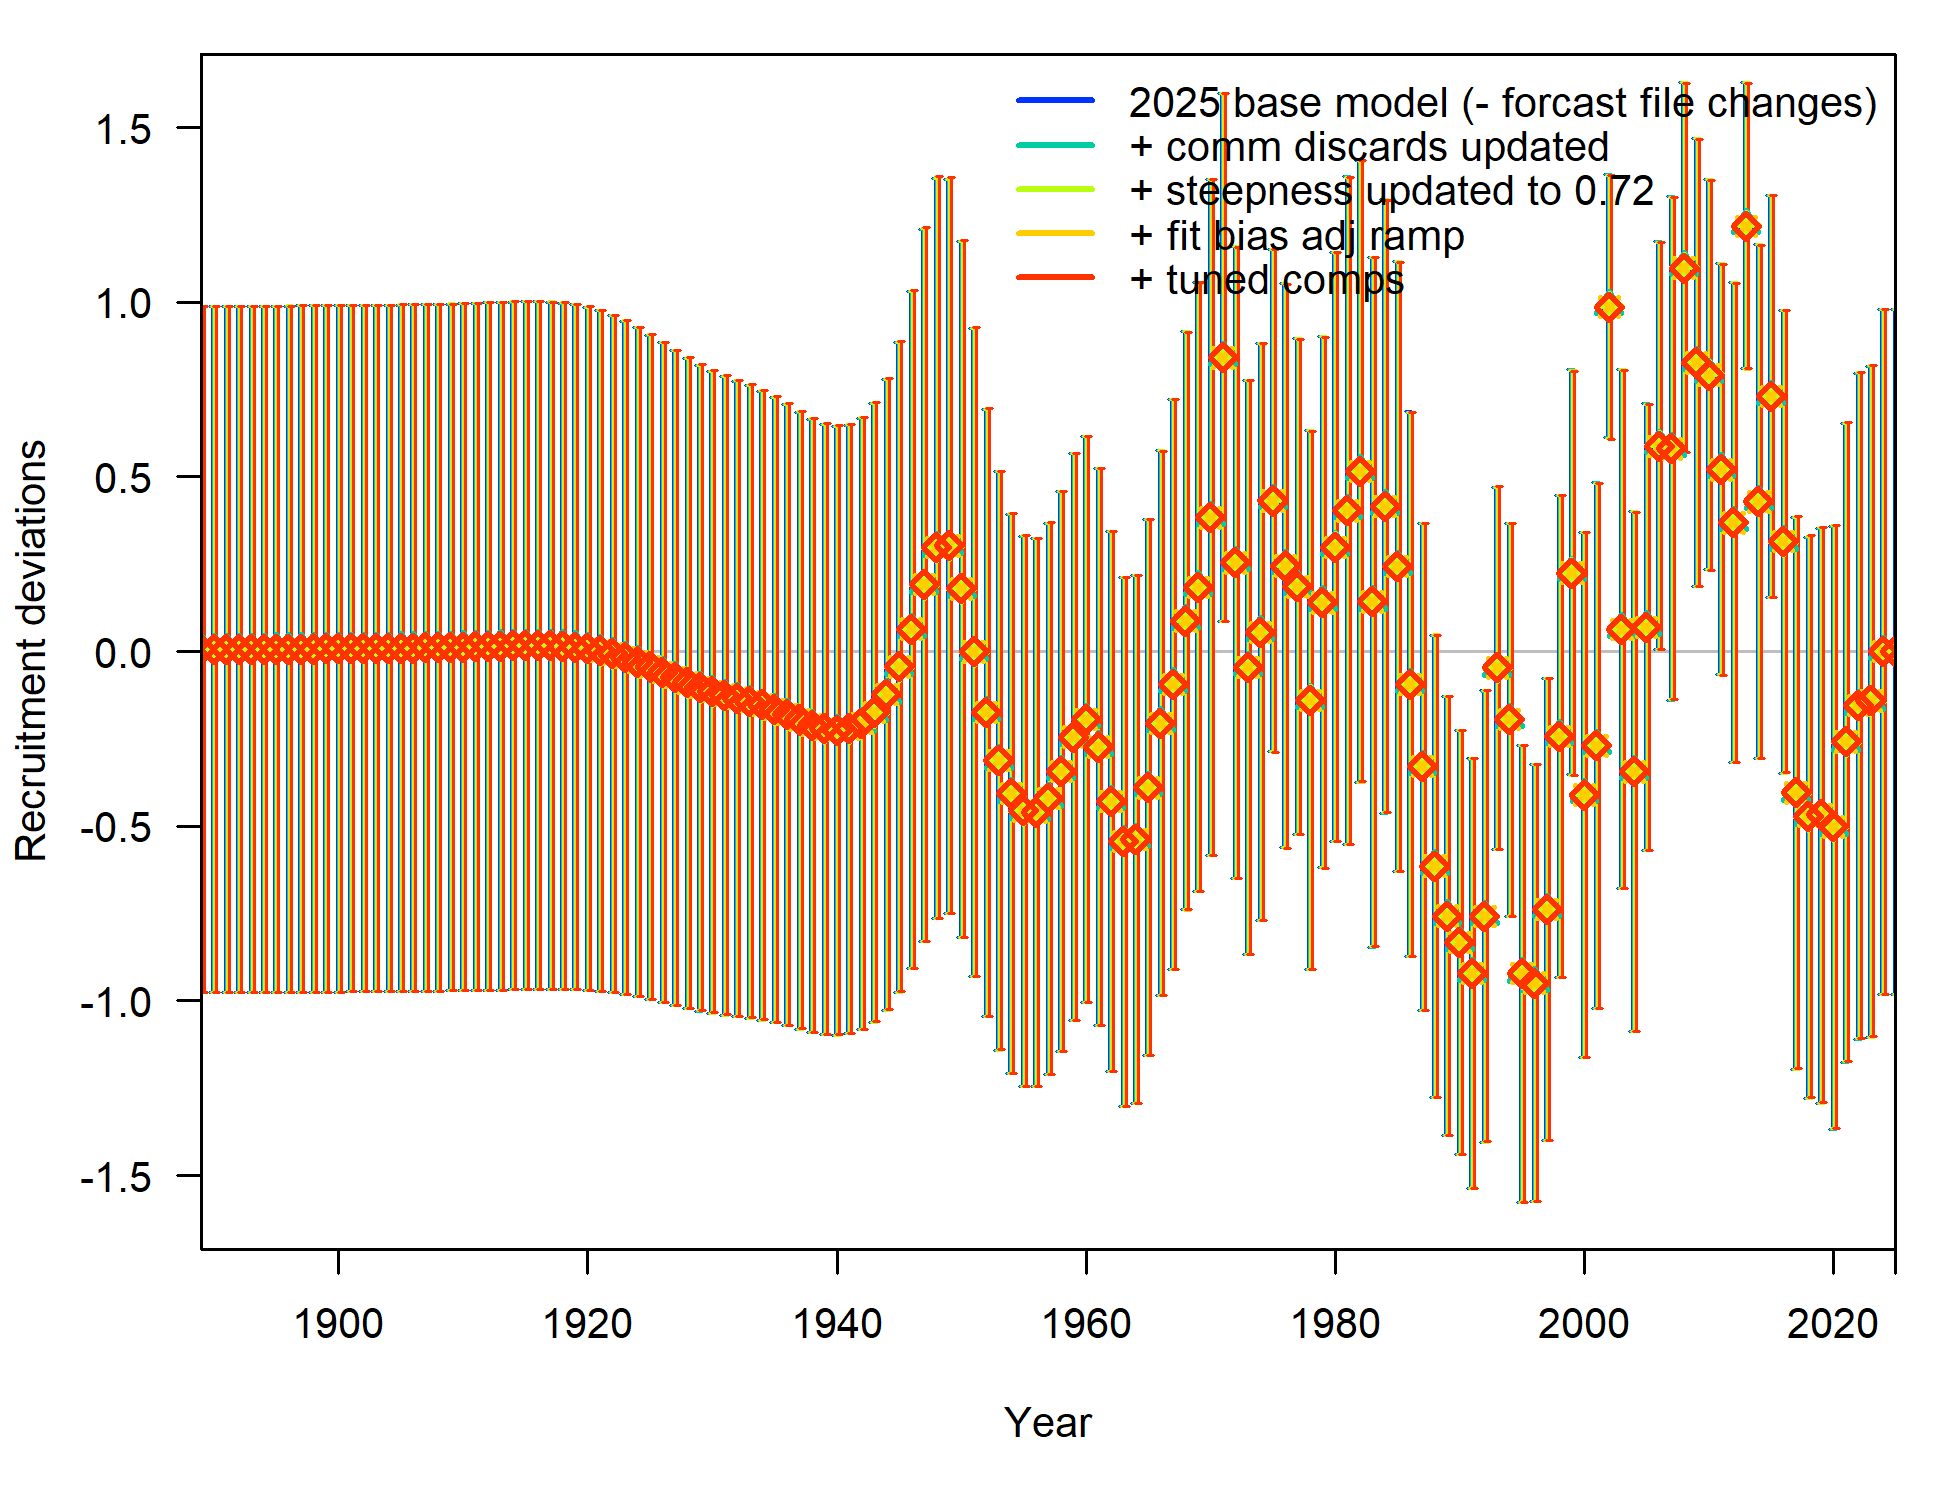 2025 base model (- forcast file changes)
+ comm discards updated
+ steepness updated to 0.72
+ fit bias adj ramp
+ tuned comps
1.5
1.0
0.5
0.0
-0.5
-1.0
-1.5
Recruitment deviations
1900 1920 1940 1960 1980 2000 2020
Year